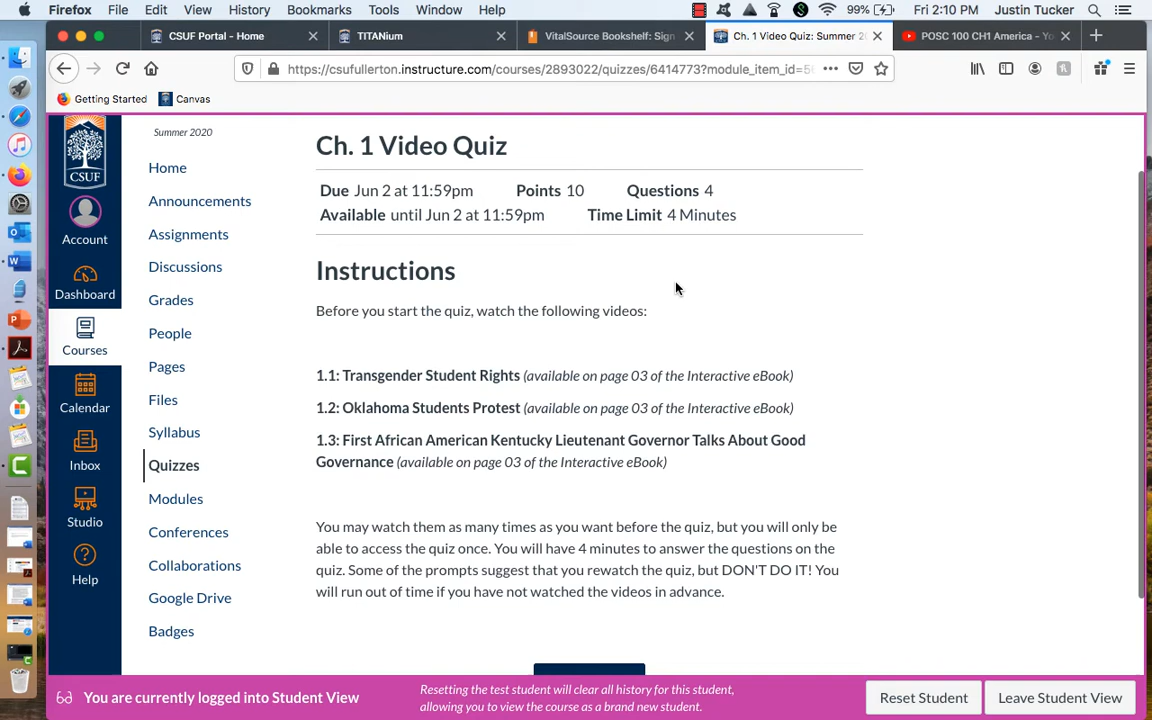 Firefox File Edit View History Bookmarks Tools Window Help 99% Fri 2:10 PM Justin Tucker
CSUF Portal - Home TITANium VitalSource Bookshelf: Sign Ch. 1 Video Quiz: Summer 2 POSC 100 CH1 America - Yo
https://csufullerton.instructure.com/courses/2893022/quizzes/6414773?module_item_id=5
Getting Started Canvas
CSUF
Account
Dashboard
Courses
Calendar
Inbox
Studio
Help
Summer 2020
Home
Announcements
Assignments
Discussions
Grades
People
Pages
Files
Syllabus
Quizzes
Modules
Conferences
Collaborations
Google Drive
Badges
Ch. 1 Video Quiz
Due Jun 2 at 11:59pm Points 10 Questions 4
Available until Jun 2 at 11:59pm Time Limit 4 Minutes
Instructions
Before you start the quiz, watch the following videos:
1.1: Transgender Student Rights (available on page 03 of the Interactive eBook)
1.2: Oklahoma Students Protest (available on page 03 of the Interactive eBook)
1.3: First African American Kentucky Lieutenant Governor Talks About Good
Governance (available on page 03 of the Interactive eBook)
You may watch them as many times as you want before the quiz, but you will only be
able to access the quiz once. You will have 4 minutes to answer the questions on the
quiz. Some of the prompts suggest that you rewatch the quiz, but DON'T DO IT! You
will run out of time if you have not watched the videos in advance.
You are currently logged into Student View
Resetting the test student will clear all history for this student,
allowing you to view the course as a brand new student.
Reset Student Leave Student View